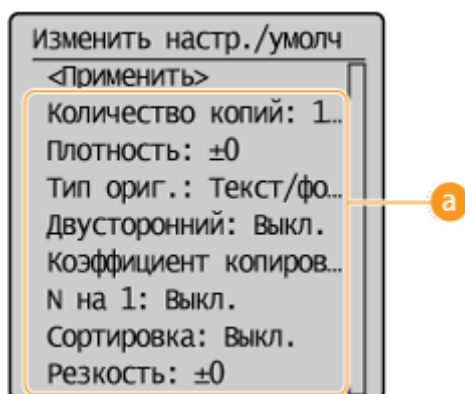 Изменить настр./умолч
<Применить>
Количество копий: 1…
Плотность: ±0
Тип ориг.: Текст/фо…
Двусторонний: Выкл.
Коэффициент копиров…
N на 1: Выкл.
Сортировка: Выкл.
Резкость: ±0
a